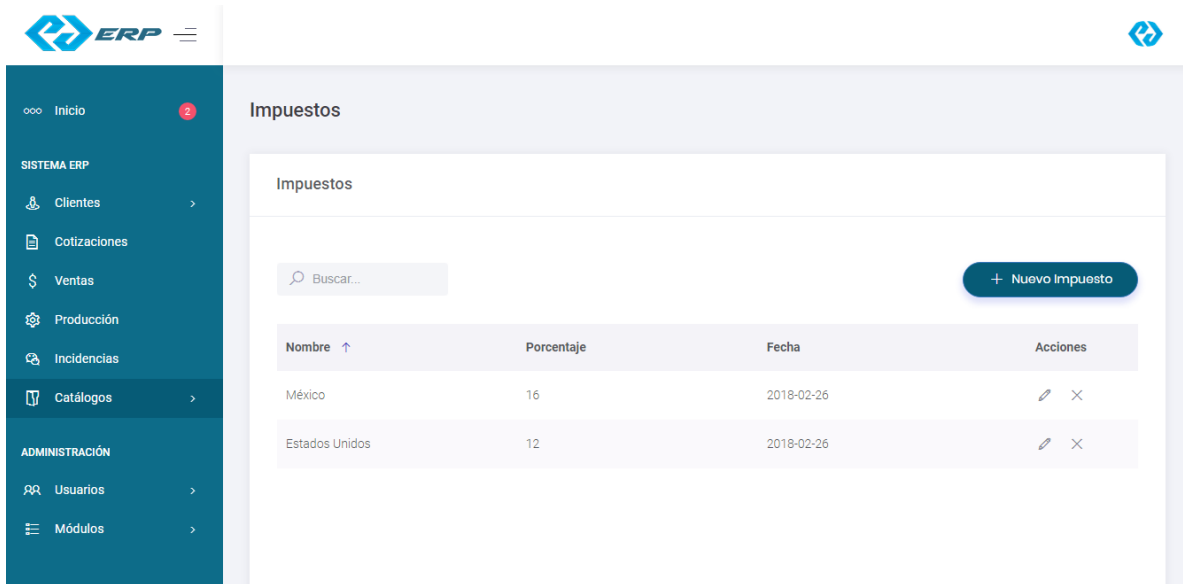 ERP
Inicio 2
SISTEMA ERP
Clientes
Cotizaciones
Ventas
Producción
Incidencias
Catálogos
ADMINISTRACIÓN
Usuarios
Módulos
Impuestos
Impuestos
Buscar...
+ Nuevo Impuesto
Nombre ↑ Porcentaje Fecha Acciones
México 16 2018-02-26
Estados Unidos 12 2018-02-26